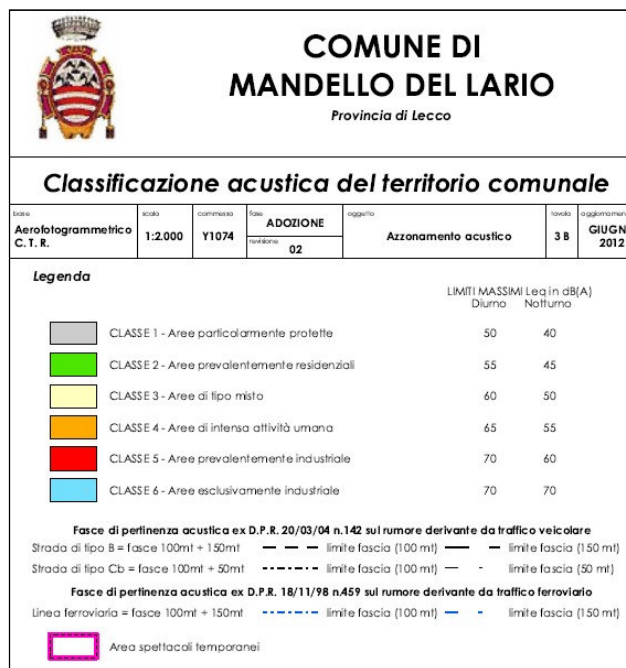 COMUNE DI
MANDELLO DEL LARIO
Provincia di Lecco
Classificazione acustica del territorio comunale
base scala commessa fase oggetto tavola aggiornamen
Aerofotogrammetrico C. T. R. 1:2.000 Y1074 ADOZIONE Azzonamento acustico 3 B GIUGN 2012
revisione
02
Legenda
LIMITI MASSIMI Leq in dB(A)
Diurno Notturno
CLASSE 1 - Aree particolarmente protette 50 40
CLASSE 2 - Aree prevalentemente residenziali 55 45
CLASSE 3 - Aree di tipo misto 60 50
CLASSE 4 - Aree di intensa attività umana 65 55
CLASSE 5 - Aree prevalentemente industriale 70 60
CLASSE 6 - Aree esclusivamente industriale 70 70
Fasce di pertinenza acustica ex D.P.R. 20/03/04 n.142 sul rumore derivante da traffico veicolare
Strada di tipo B = fasce 100mt + 150mt limite fascia (100 mt) limite fascia (150 mt)
Strada di tipo Cb = fasce 100mt + 50mt limite fascia (100 mt) limite fascia (50 mt)
Fasce di pertinenza acustica ex D.P.R. 18/11/98 n.459 sul rumore derivante da traffico ferroviario
Linea ferroviaria = fasce 100mt + 150mt limite fascia (100 mt) limite fascia (150 mt)
Area spettacoli temporanei